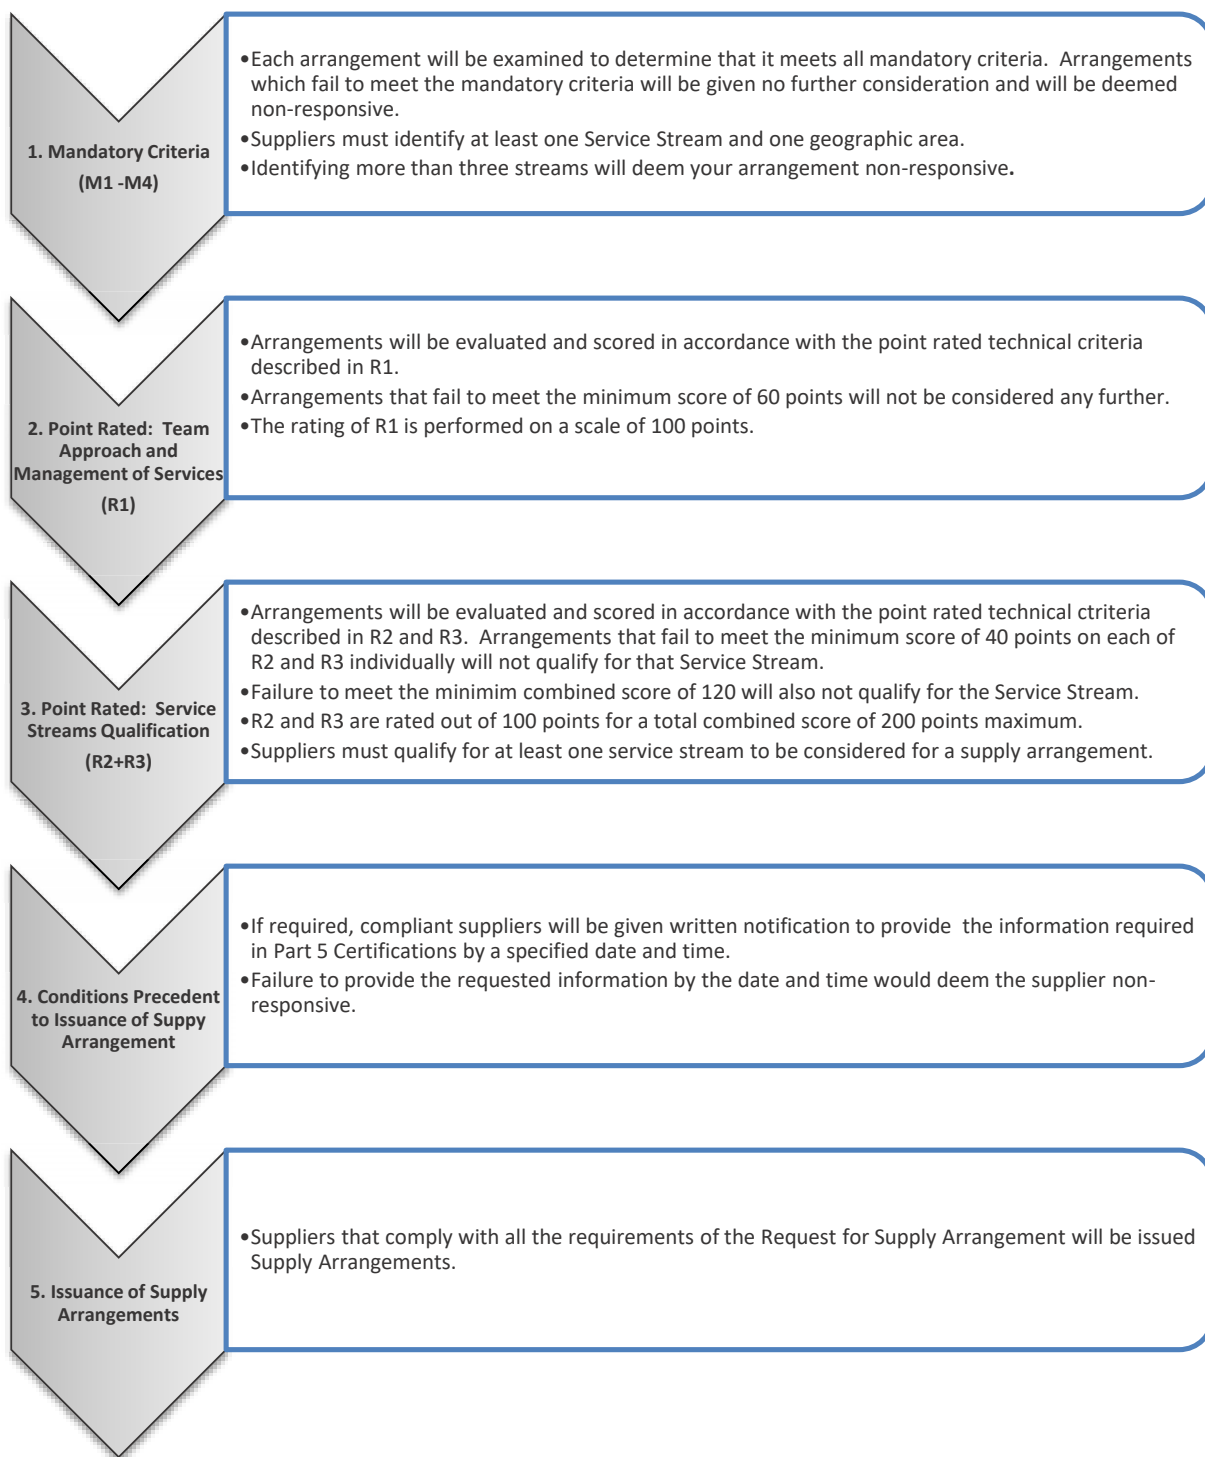 1. Mandatory Criteria
(M1 -M4)
•Each arrangement will be examined to determine that it meets all mandatory criteria.  Arrangements
which fail to meet the mandatory criteria will be given no further consideration and will be deemed
non-responsive.
•Suppliers must identify at least one Service Stream and one geographic area.
•Identifying more than three streams will deem your arrangement non-responsive.
2. Point Rated:  Team
Approach and
Management of Services
(R1)
•Arrangements will be evaluated and scored in accordance with the point rated technical criteria
described in R1.
•Arrangements that fail to meet the minimum score of 60 points will not be considered any further.
•The rating of R1 is performed on a scale of 100 points.
3. Point Rated:  Service
Streams Qualification
(R2+R3)
•Arrangements will be evaluated and scored in accordance with the point rated technical ctriteria
described in R2 and R3.  Arrangements that fail to meet the minimum score of 40 points on each of
R2 and R3 individually will not qualify for that Service Stream.
•Failure to meet the minimim combined score of 120 will also not qualify for the Service Stream.
•R2 and R3 are rated out of 100 points for a total combined score of 200 points maximum.
•Suppliers must qualify for at least one service stream to be considered for a supply arrangement.
4. Conditions Precedent
to Issuance of Suppy
Arrangement
•If required, compliant suppliers will be given written notification to provide  the information required
in Part 5 Certifications by a specified date and time.
•Failure to provide the requested information by the date and time would deem the supplier non-
responsive.
5. Issuance of Supply
Arrangements
•Suppliers that comply with all the requirements of the Request for Supply Arrangement will be issued
Supply Arrangements.